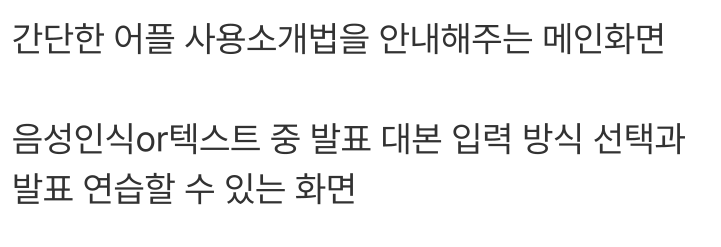 간단한 어플 사용소개법을 안내해주는 메인화면
음성인식or텍스트 중 발표 대본 입력 방식 선택과
발표 연습할 수 있는 화면